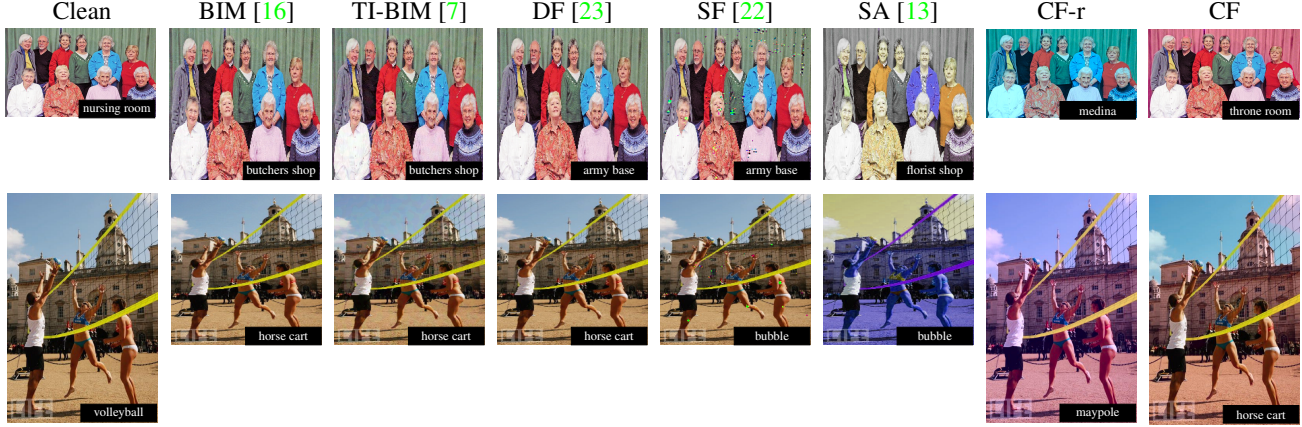 Clean BIM [16] TI-BIM [7] DF [23] SF [22] SA [13] CF-r CF
nursing room butchers shop butchers shop army base army base florist shop medina throne room
volleyball horse cart horse cart horse cart bubble bubble maypole horse cart